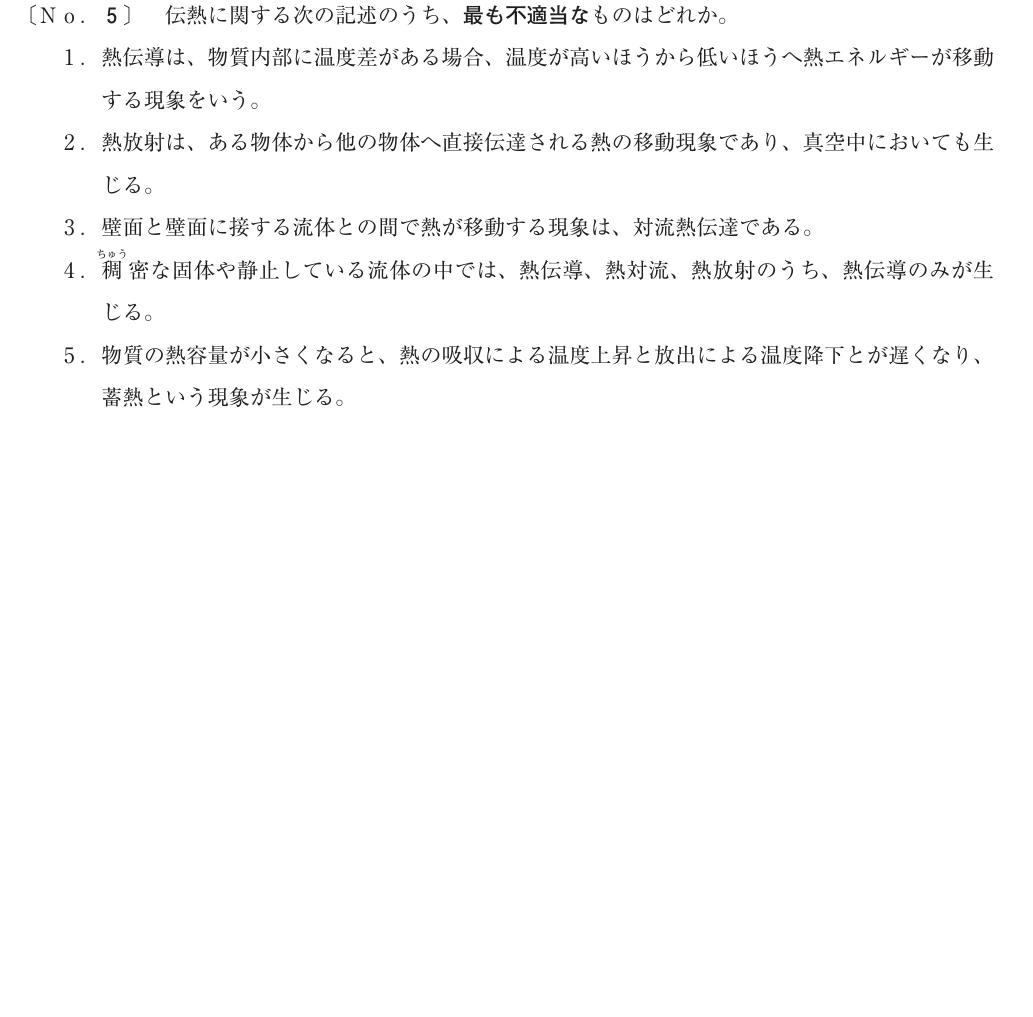 〔Ｎｏ．５〕　伝熱に関する次の記述のうち、最も不適当なものはどれか。
１．熱伝導は、物質内部に温度差がある場合、温度が高いほうから低いほうへ熱エネルギーが移動
する現象をいう。
２．熱放射は、ある物体から他の物体へ直接伝達される熱の移動現象であり、真空中においても生
じる。
３．壁面と壁面に接する流体との間で熱が移動する現象は、対流熱伝達である。
ちゅう
４．稠密な固体や静止している流体の中では、熱伝導、熱対流、熱放射のうち、熱伝導のみが生
じる。
５．物質の熱容量が小さくなると、熱の吸収による温度上昇と放出による温度降下とが遅くなり、
蓄熱という現象が生じる。